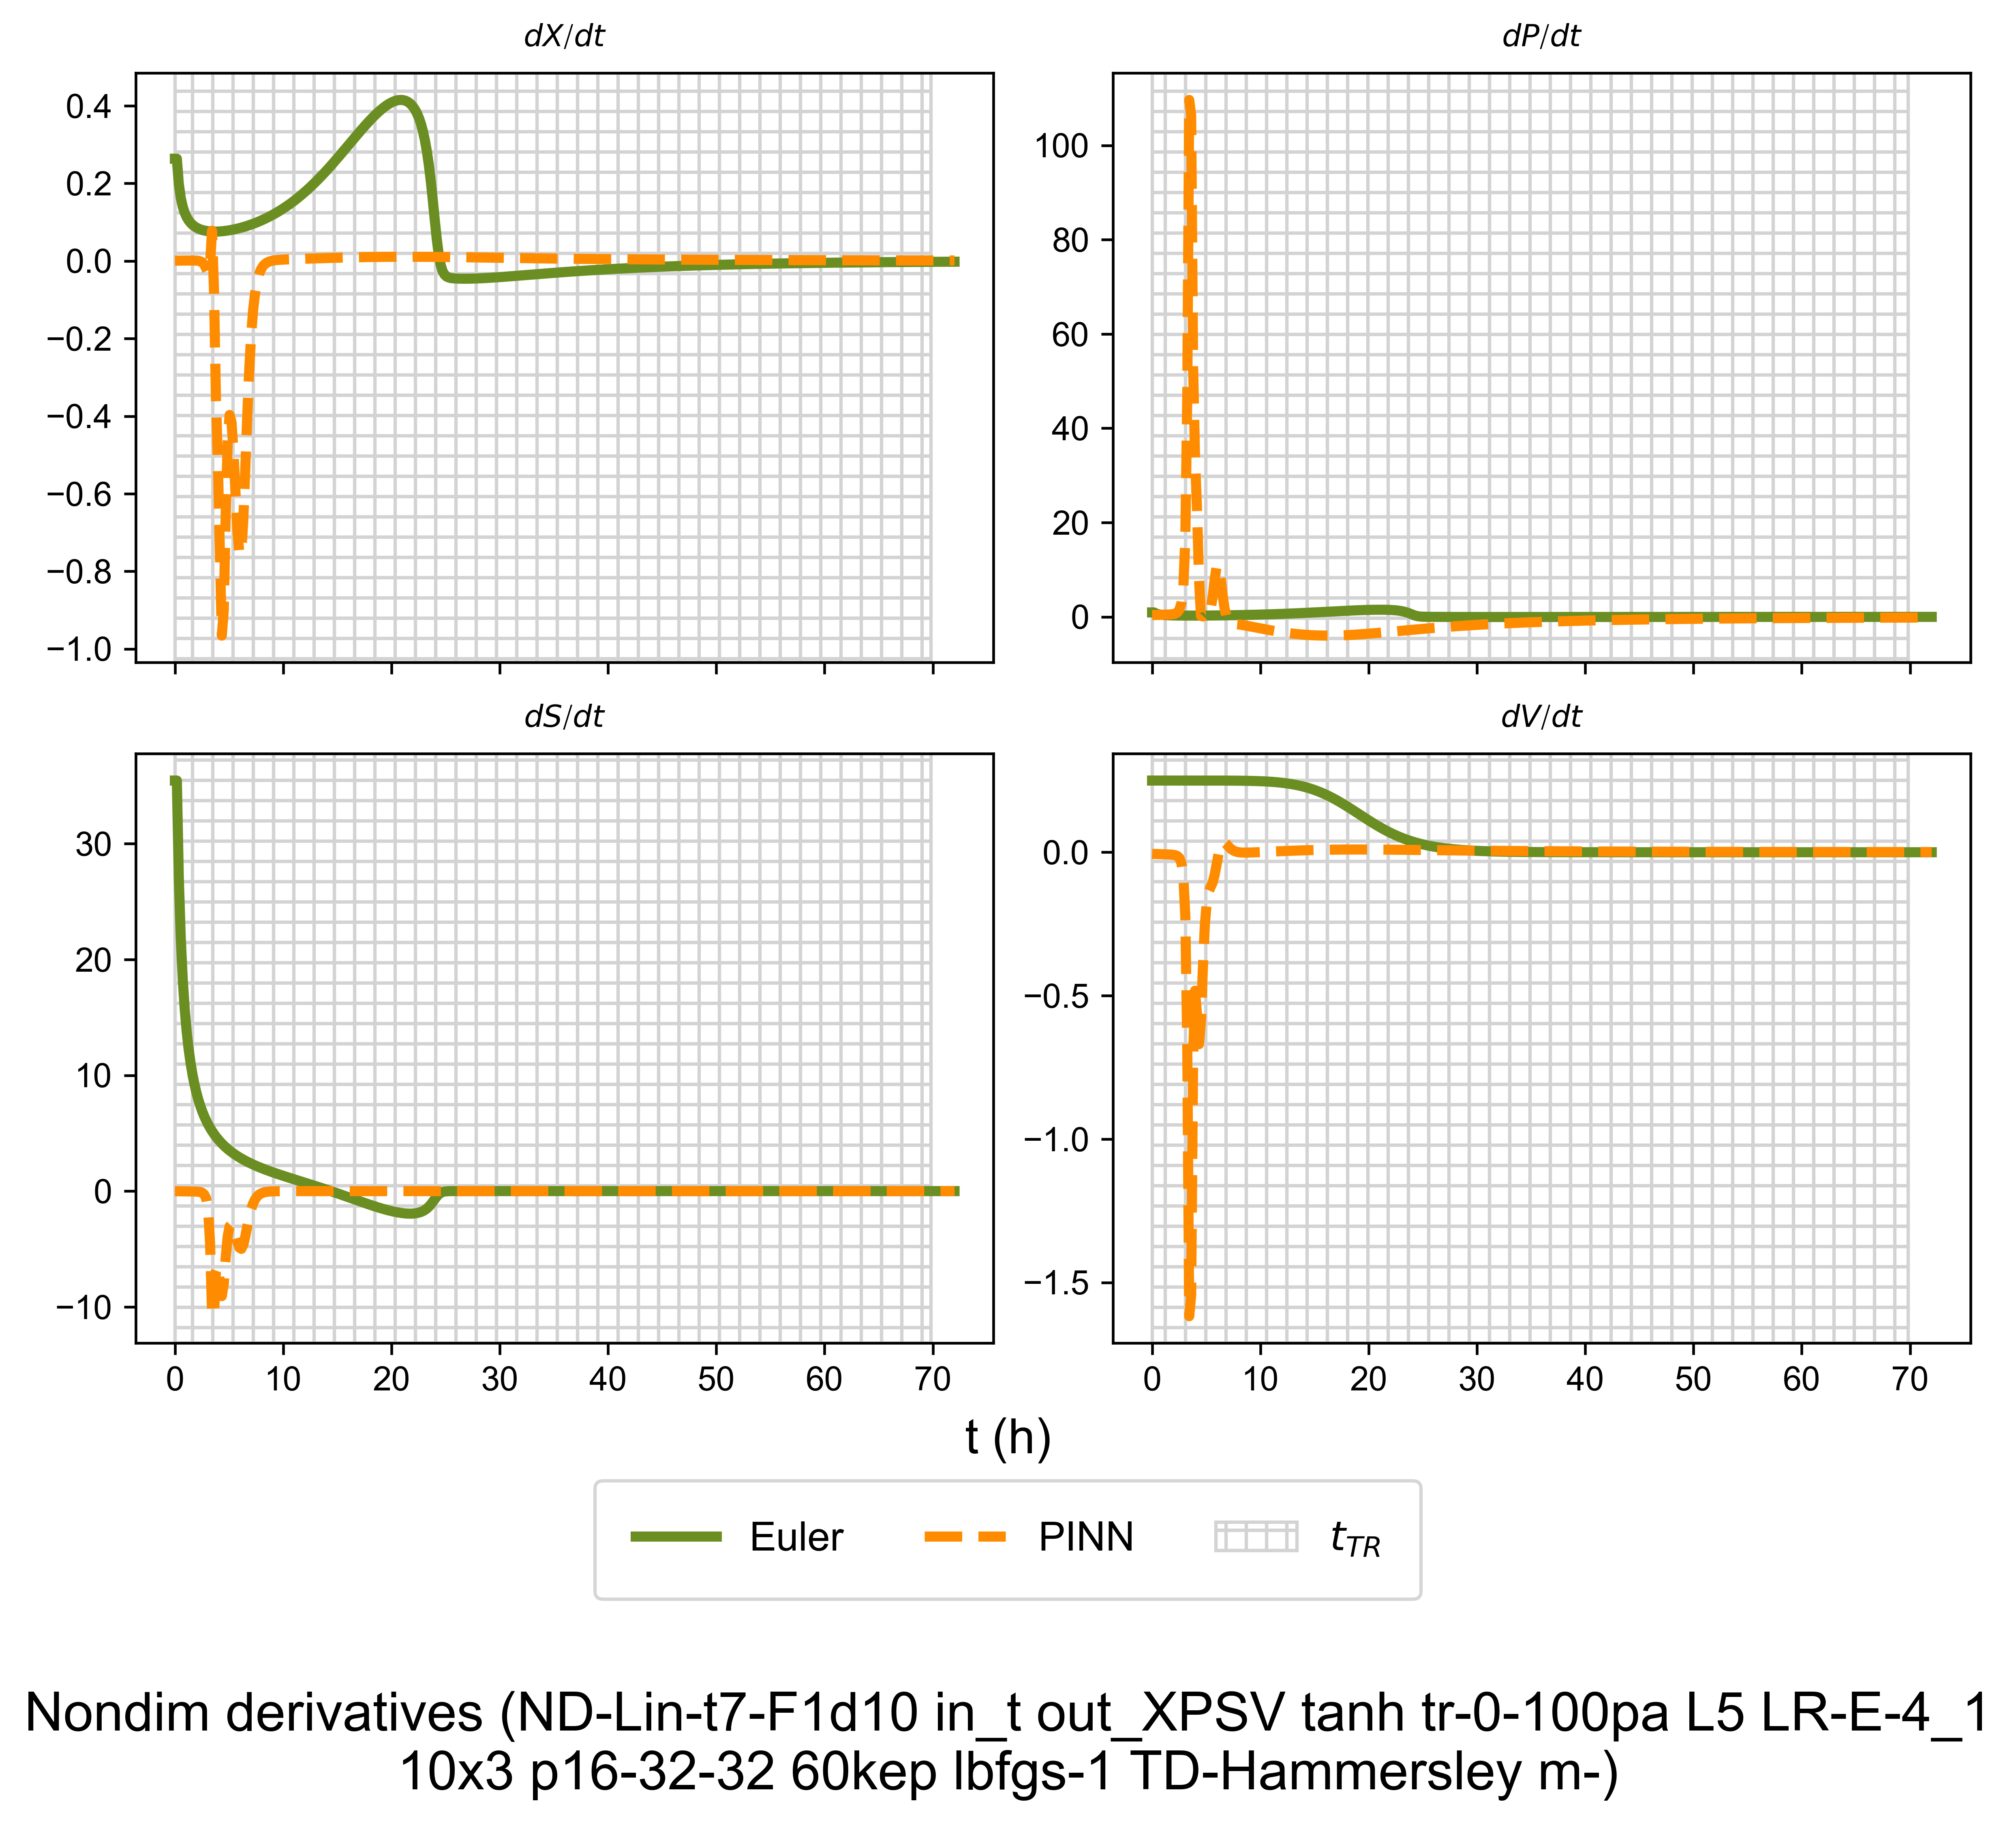 dX/dt
dP/dt
0.4
0.2
0.0
−0.2
−0.4
−0.6
−0.8
−1.0
100
80
60
40
20
0
dS/dt
dV/dt
30
20
10
0
−10
0.0
−0.5
−1.0
−1.5
0 10 20 30 40 50 60 70
0 10 20 30 40 50 60 70
t (h)
Euler PINN t_TR
Nondim derivatives (ND-Lin-t7-F1d10 in_t out_XPSV tanh tr-0-100pa L5 LR-E-4_1
10x3 p16-32-32 60kep lbfgs-1 TD-Hammersley m-)